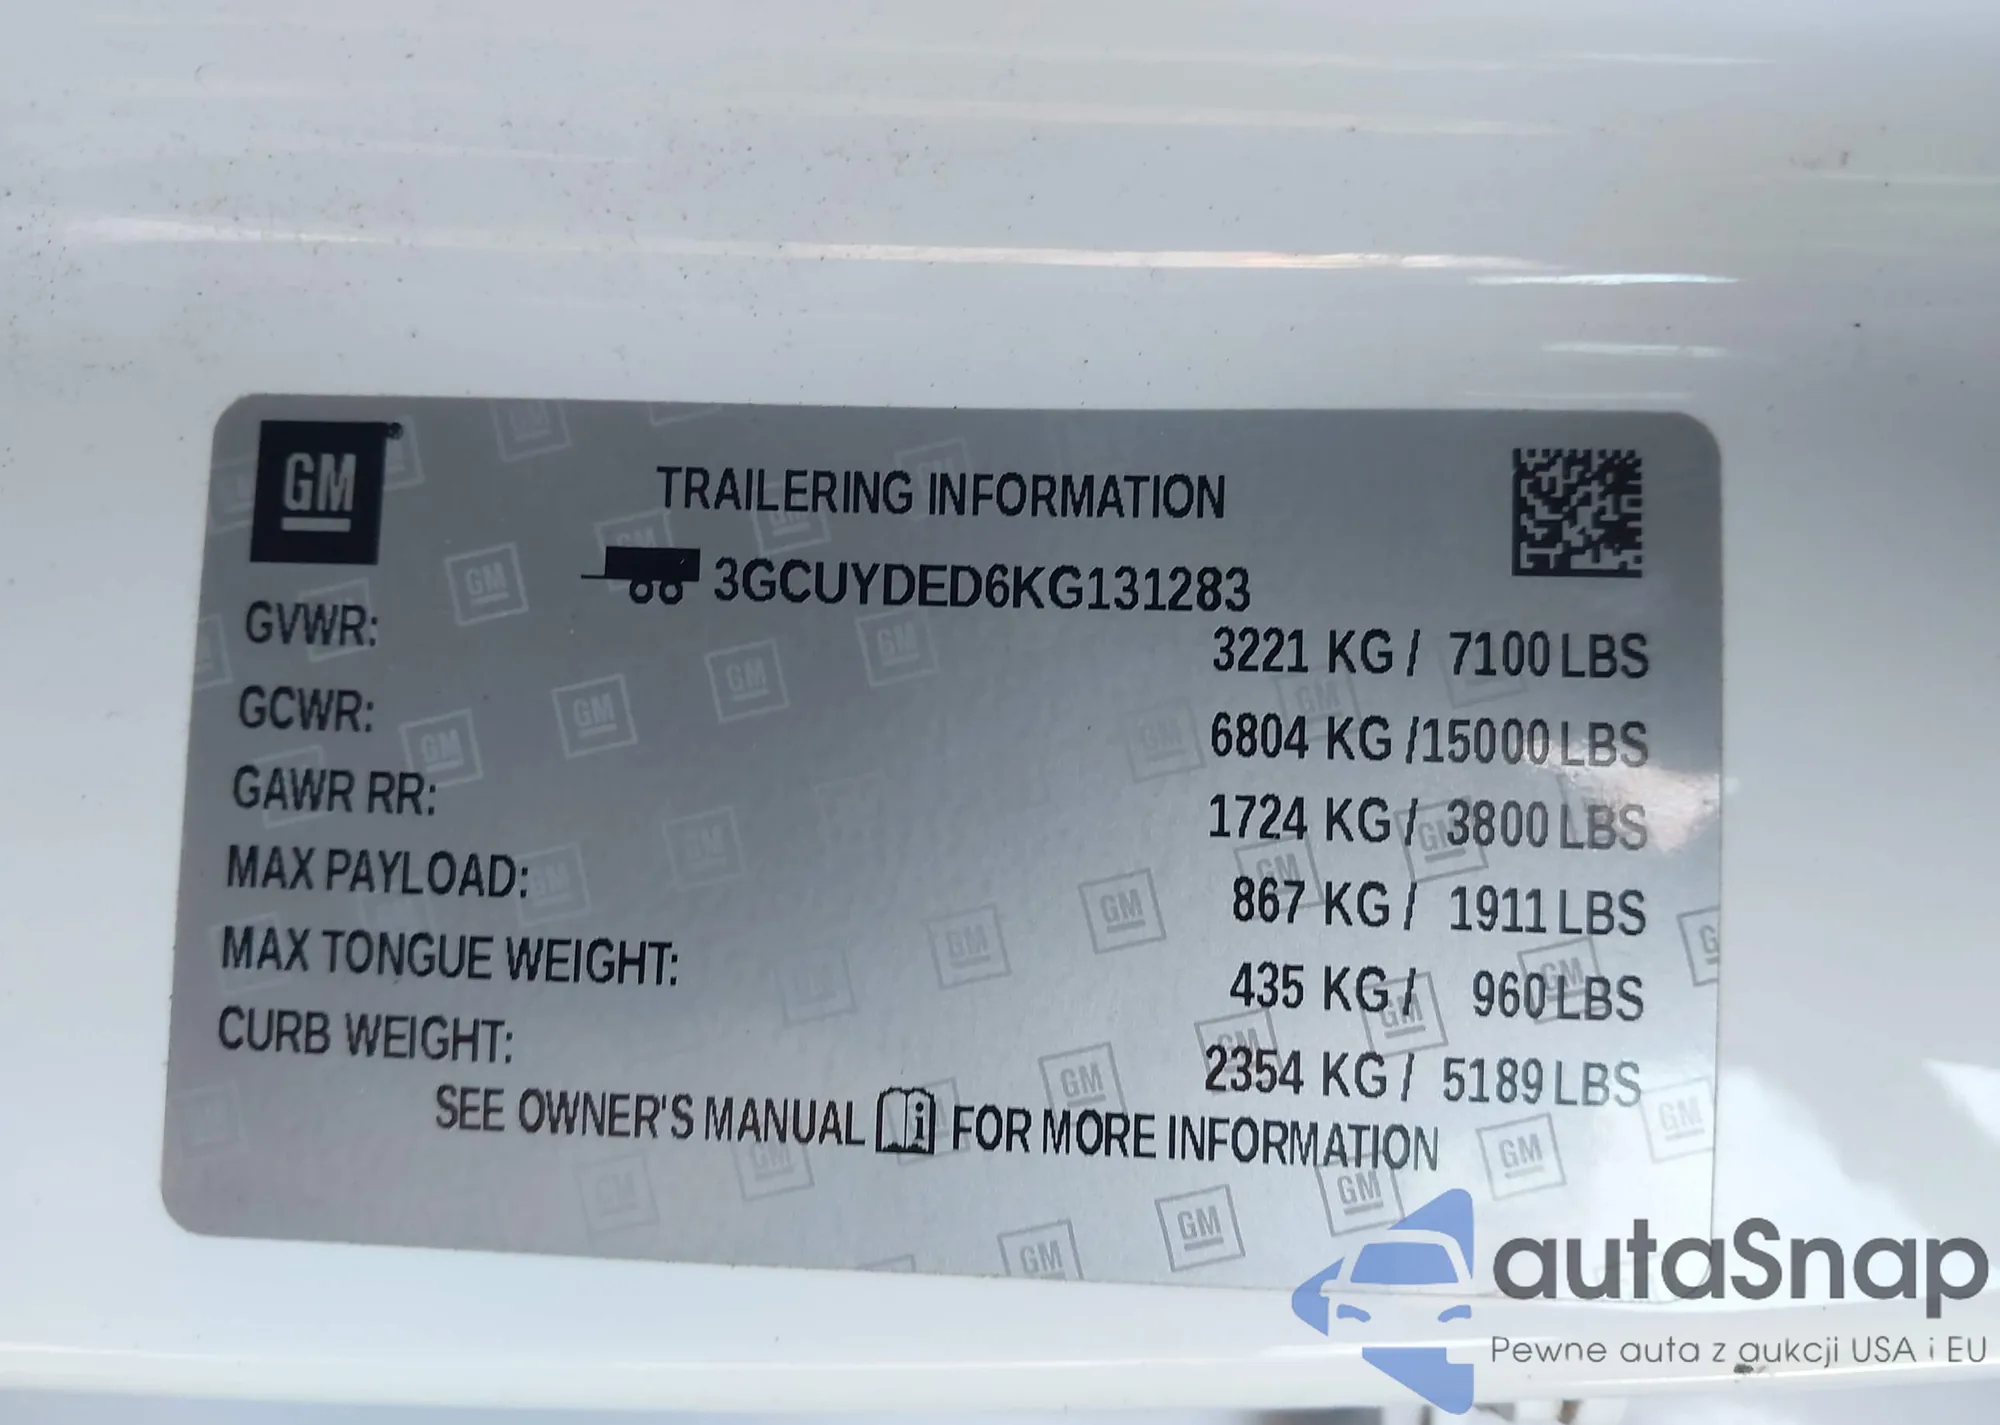 GM
TRAILERING INFORMATION
3GCUYDED6KG131283
GVWR: 3221 KG / 7100 LBS
GCWR: 6804 KG /15000 LBS
GAWR RR: 1724 KG / 3800 LBS
MAX PAYLOAD: 867 KG / 1911 LBS
MAX TONGUE WEIGHT: 435 KG / 960 LBS
CURB WEIGHT: 2354 KG / 5189 LBS
SEE OWNER'S MANUAL FOR MORE INFORMATION
autaSnap
Pewne auta z aukcji USA i EU